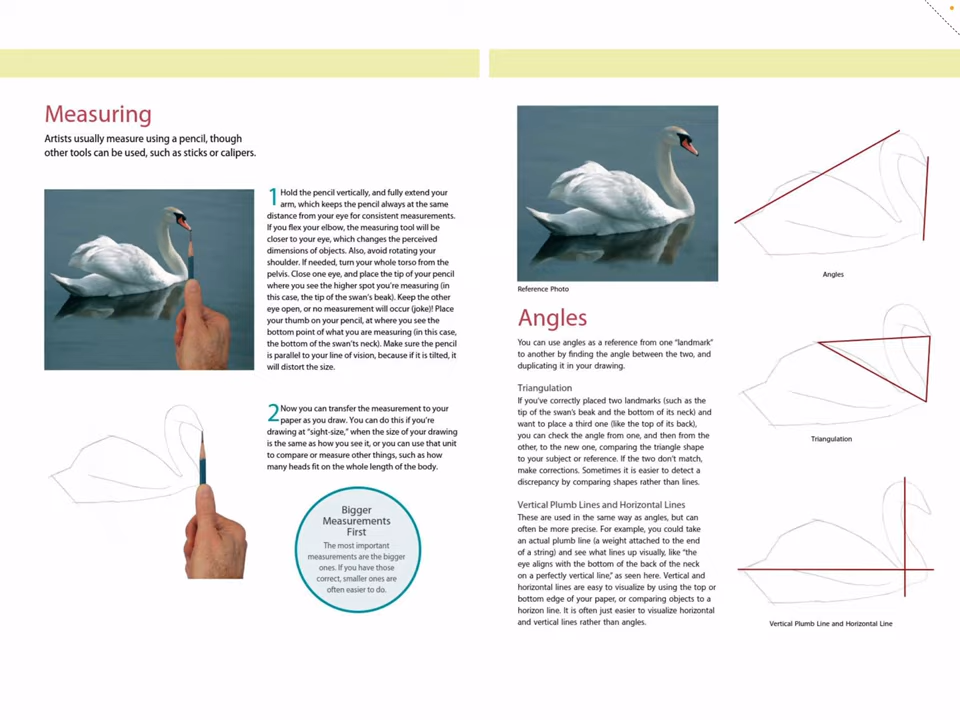 Measuring
Artists usually measure using a pencil, though
other tools can be used, such as sticks or calipers.
1 Hold the pencil vertically, and fully extend your
arm, which keeps the pencil always at the same
distance from your eye for consistent measurements.
If you flex your elbow, the measuring tool will be
closer to your eye, which changes the perceived
dimensions of objects. Also, avoid rotating your
shoulder. If needed, turn your whole torso from the
pelvis. Close one eye, and place the tip of your pencil
where you see the higher spot you're measuring (in
this case, the tip of the swan's beak). Keep the other
eye open, or no measurement will occur (joke)! Place
your thumb on your pencil, at where you see the
bottom point of what you are measuring (in this case,
the bottom of the swan'ts neck). Make sure the pencil
is parallel to your line of vision, because if it is tilted, it
will distort the size.
2 Now you can transfer the measurement to your
paper as you draw. You can do this if you're
drawing at "sight-size," when the size of your drawing
is the same as how you see it, or you can use that unit
to compare or measure other things, such as how
many heads fit on the whole length of the body.
Bigger
Measurements
First
The most important
measurements are the bigger
ones. If you have those
correct, smaller ones are
often easier to do.
Reference Photo
Angles
You can use angles as a reference from one "landmark"
to another by finding the angle between the two, and
duplicating it in your drawing.
Triangulation
If you've correctly placed two landmarks (such as the
tip of the swan's beak and the bottom of its neck) and
want to place a third one (like the top of its back),
you can check the angle from one, and then from the
other, to the new one, comparing the triangle shape
to your subject or reference. If the two don't match,
make corrections. Sometimes it is easier to detect a
discrepancy by comparing shapes rather than lines.
Vertical Plumb Lines and Horizontal Lines
These are used in the same way as angles, but can
often be more precise. For example, you could take
an actual plumb line (a weight attached to the end
of a string) and see what lines up visually, like "the
eye aligns with the bottom of the back of the neck
on a perfectly vertical line," as seen here. Vertical and
horizontal lines are easy to visualize by using the top or
bottom edge of your paper, or comparing objects to a
horizon line. It is often just easier to visualize horizontal
and vertical lines rather than angles.
Angles
Triangulation
Vertical Plumb Line and Horizontal Line